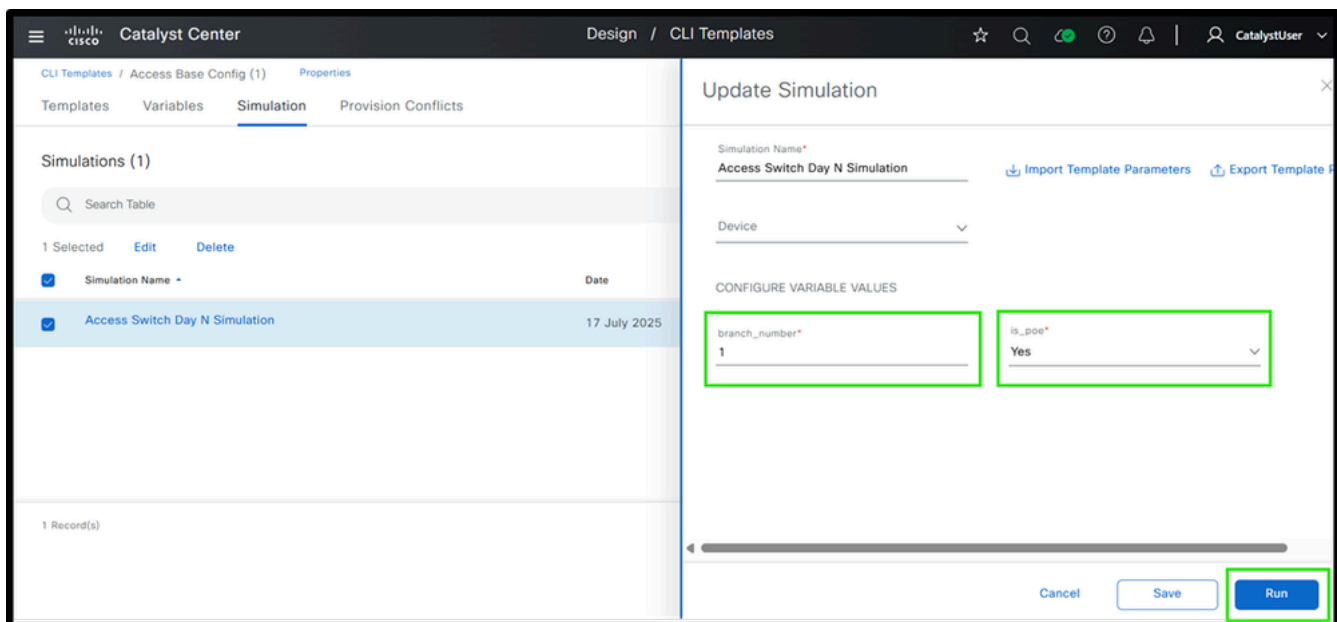 CISCO Catalyst Center Design / CLI Templates CatalystUser
CLI Templates / Access Base Config (1) Properties
Templates Variables Simulation Provision Conflicts
Simulations (1)
Search Table
1 Selected Edit Delete
Simulation Name Date
Access Switch Day N Simulation 17 July 2025
1 Record(s)
Update Simulation
Simulation Name*
Access Switch Day N Simulation Import Template Parameters Export Template P
Device
CONFIGURE VARIABLE VALUES
branch_number* is_poe*
1 Yes
Cancel Save Run